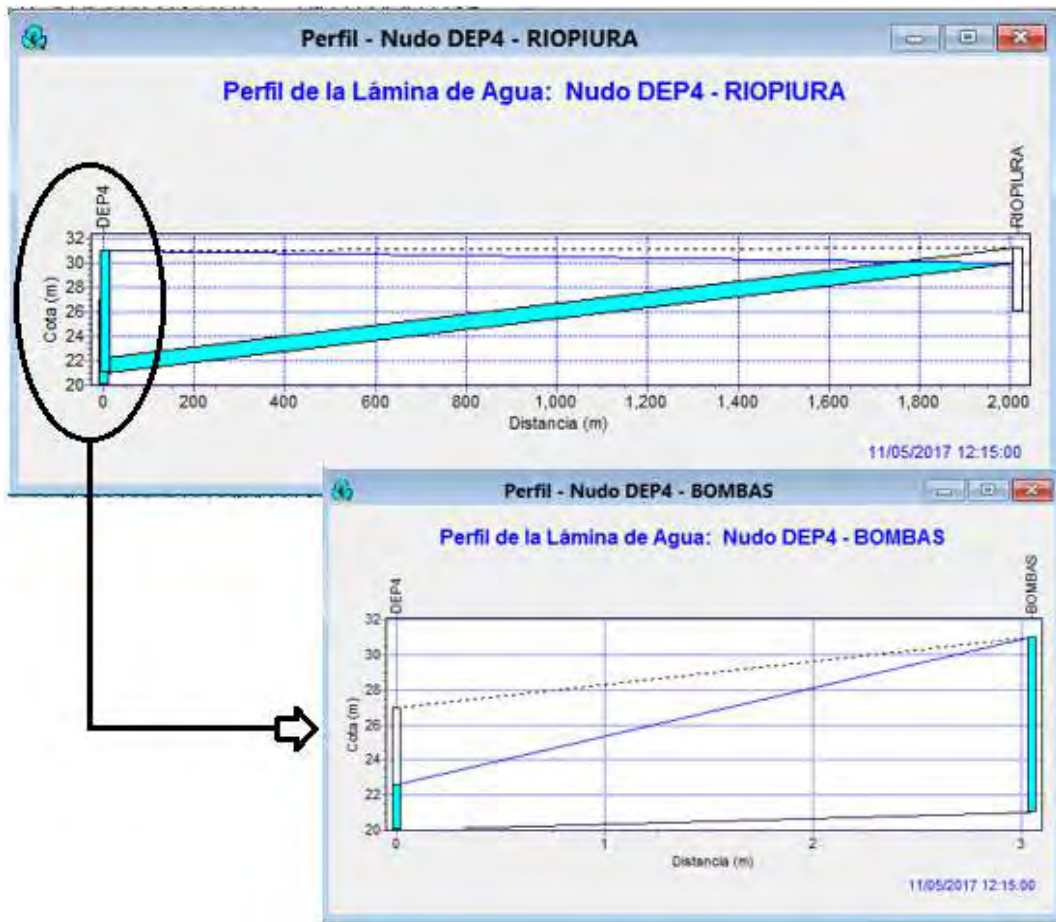 Perfil - Nudo DEP4 - RIOPIURA
Perfil de la Lámina de Agua: Nudo DEP4 - RIOPIURA
DEP4
RIOPIURA
32
30
28
26
24
22
20
Cota (m)
0 200 400 600 800 1,000 1,200 1,400 1,600 1,800 2,000
Distancia (m)
11/05/2017 12:15:00
Perfil - Nudo DEP4 - BOMBAS
Perfil de la Lámina de Agua: Nudo DEP4 - BOMBAS
DEP4
BOMBAS
32
30
28
26
24
22
20
Cota (m)
0 1 2 3
Distancia (m)
11/05/2017 12:15:00